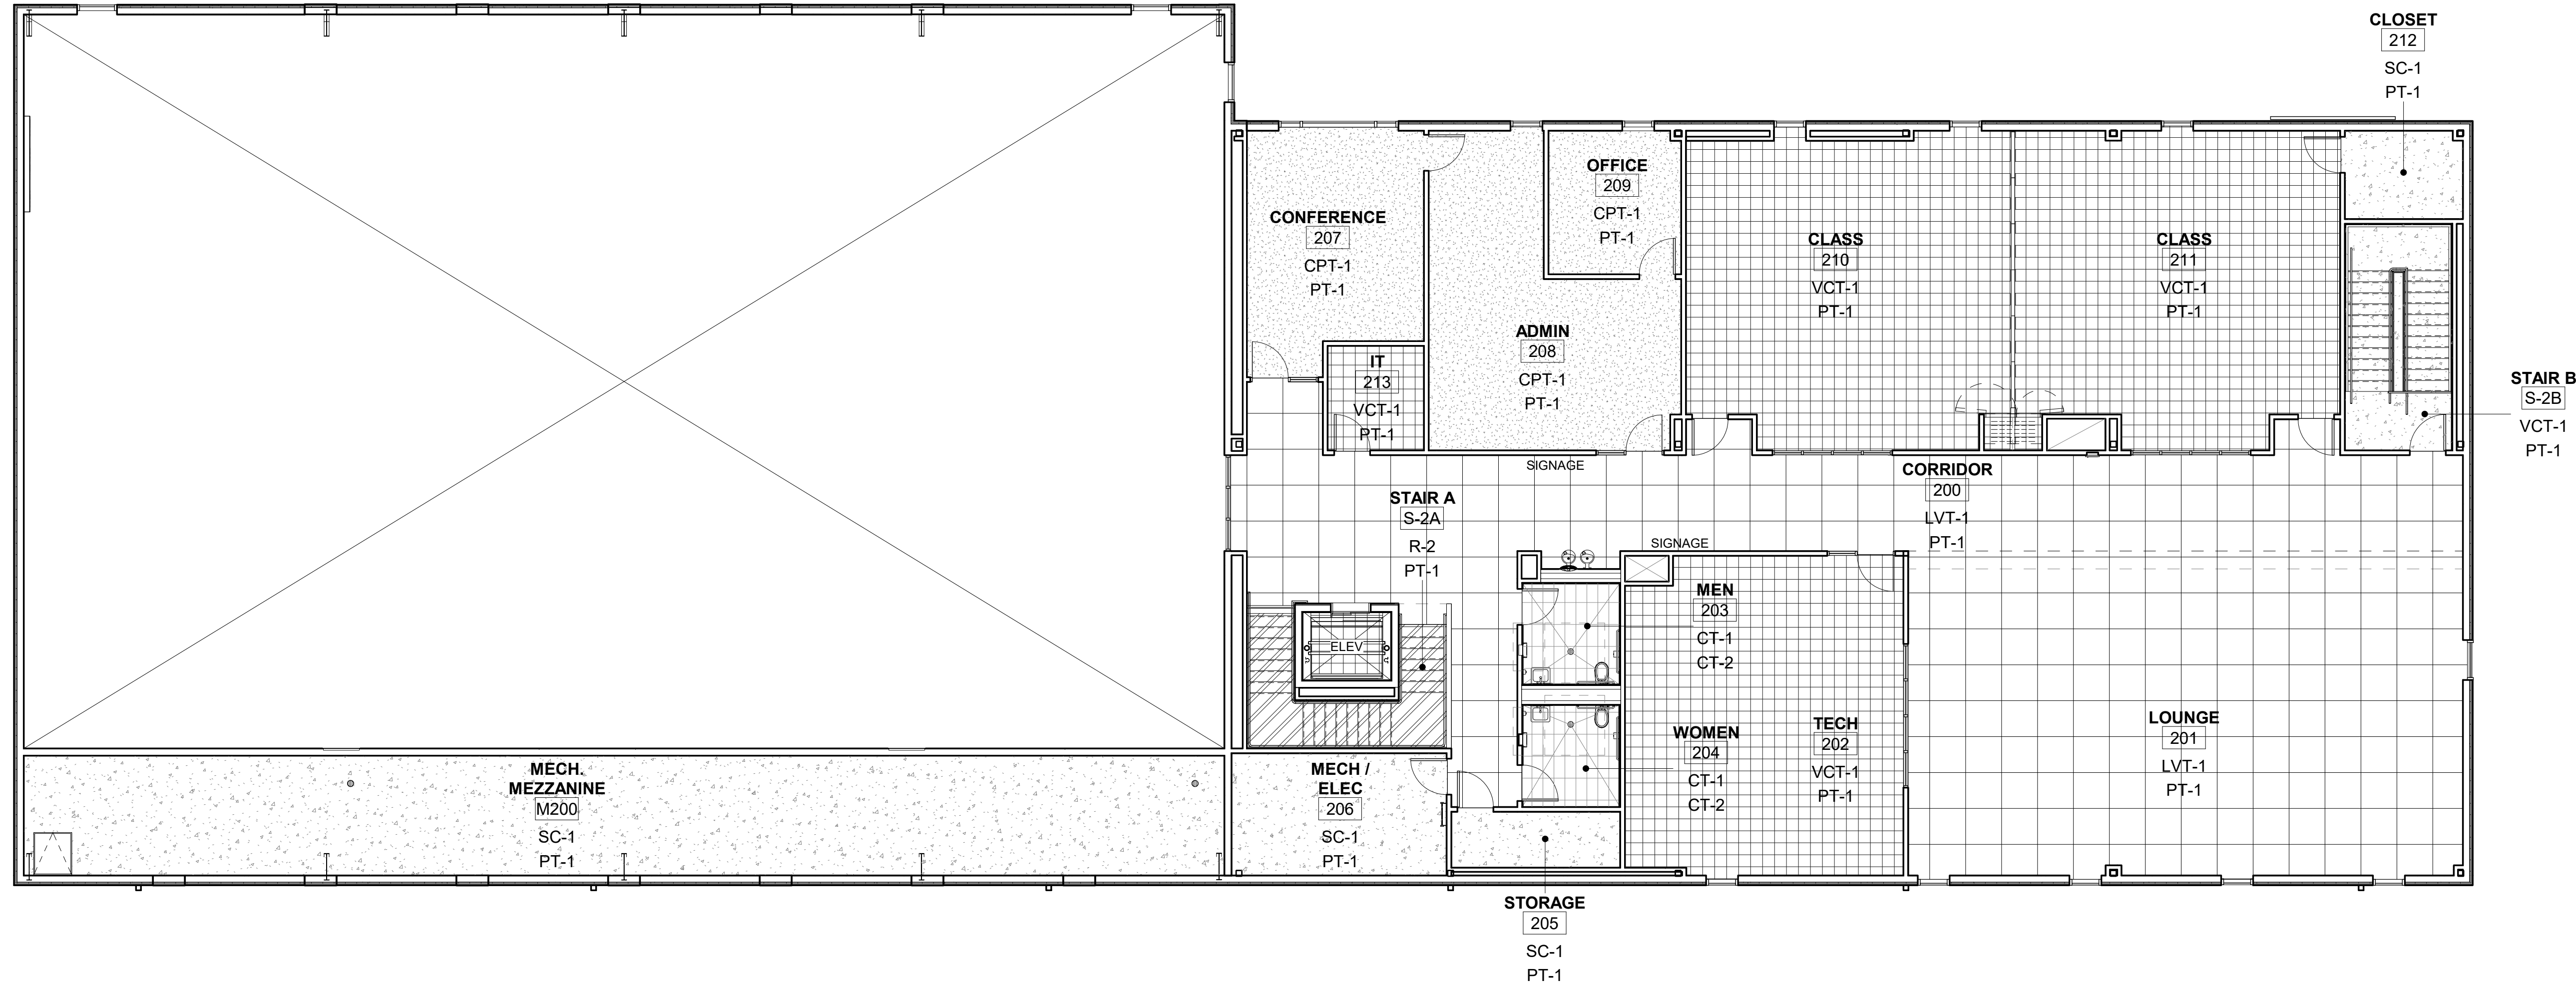 CLOSET
212
SC-1
PT-1
OFFICE
209
CPT-1
PT-1
CONFERENCE
207
CPT-1
PT-1
CLASS
210
VCT-1
PT-1
CLASS
211
VCT-1
PT-1
ADMIN
208
CPT-1
PT-1
IT
213
VCT-1
PT-1
STAIR B
S-2B
VCT-1
PT-1
SIGNAGE
CORRIDOR
200
LVT-1
PT-1
STAIR A
S-2A
R-2
PT-1
SIGNAGE
MEN
203
CT-1
CT-2
ELEV
WOMEN
204
CT-1
CT-2
TECH
202
VCT-1
PT-1
LOUNGE
201
LVT-1
PT-1
MECH.
MEZZANINE
M200
SC-1
PT-1
MECH /
ELEC
206
SC-1
PT-1
STORAGE
205
SC-1
PT-1